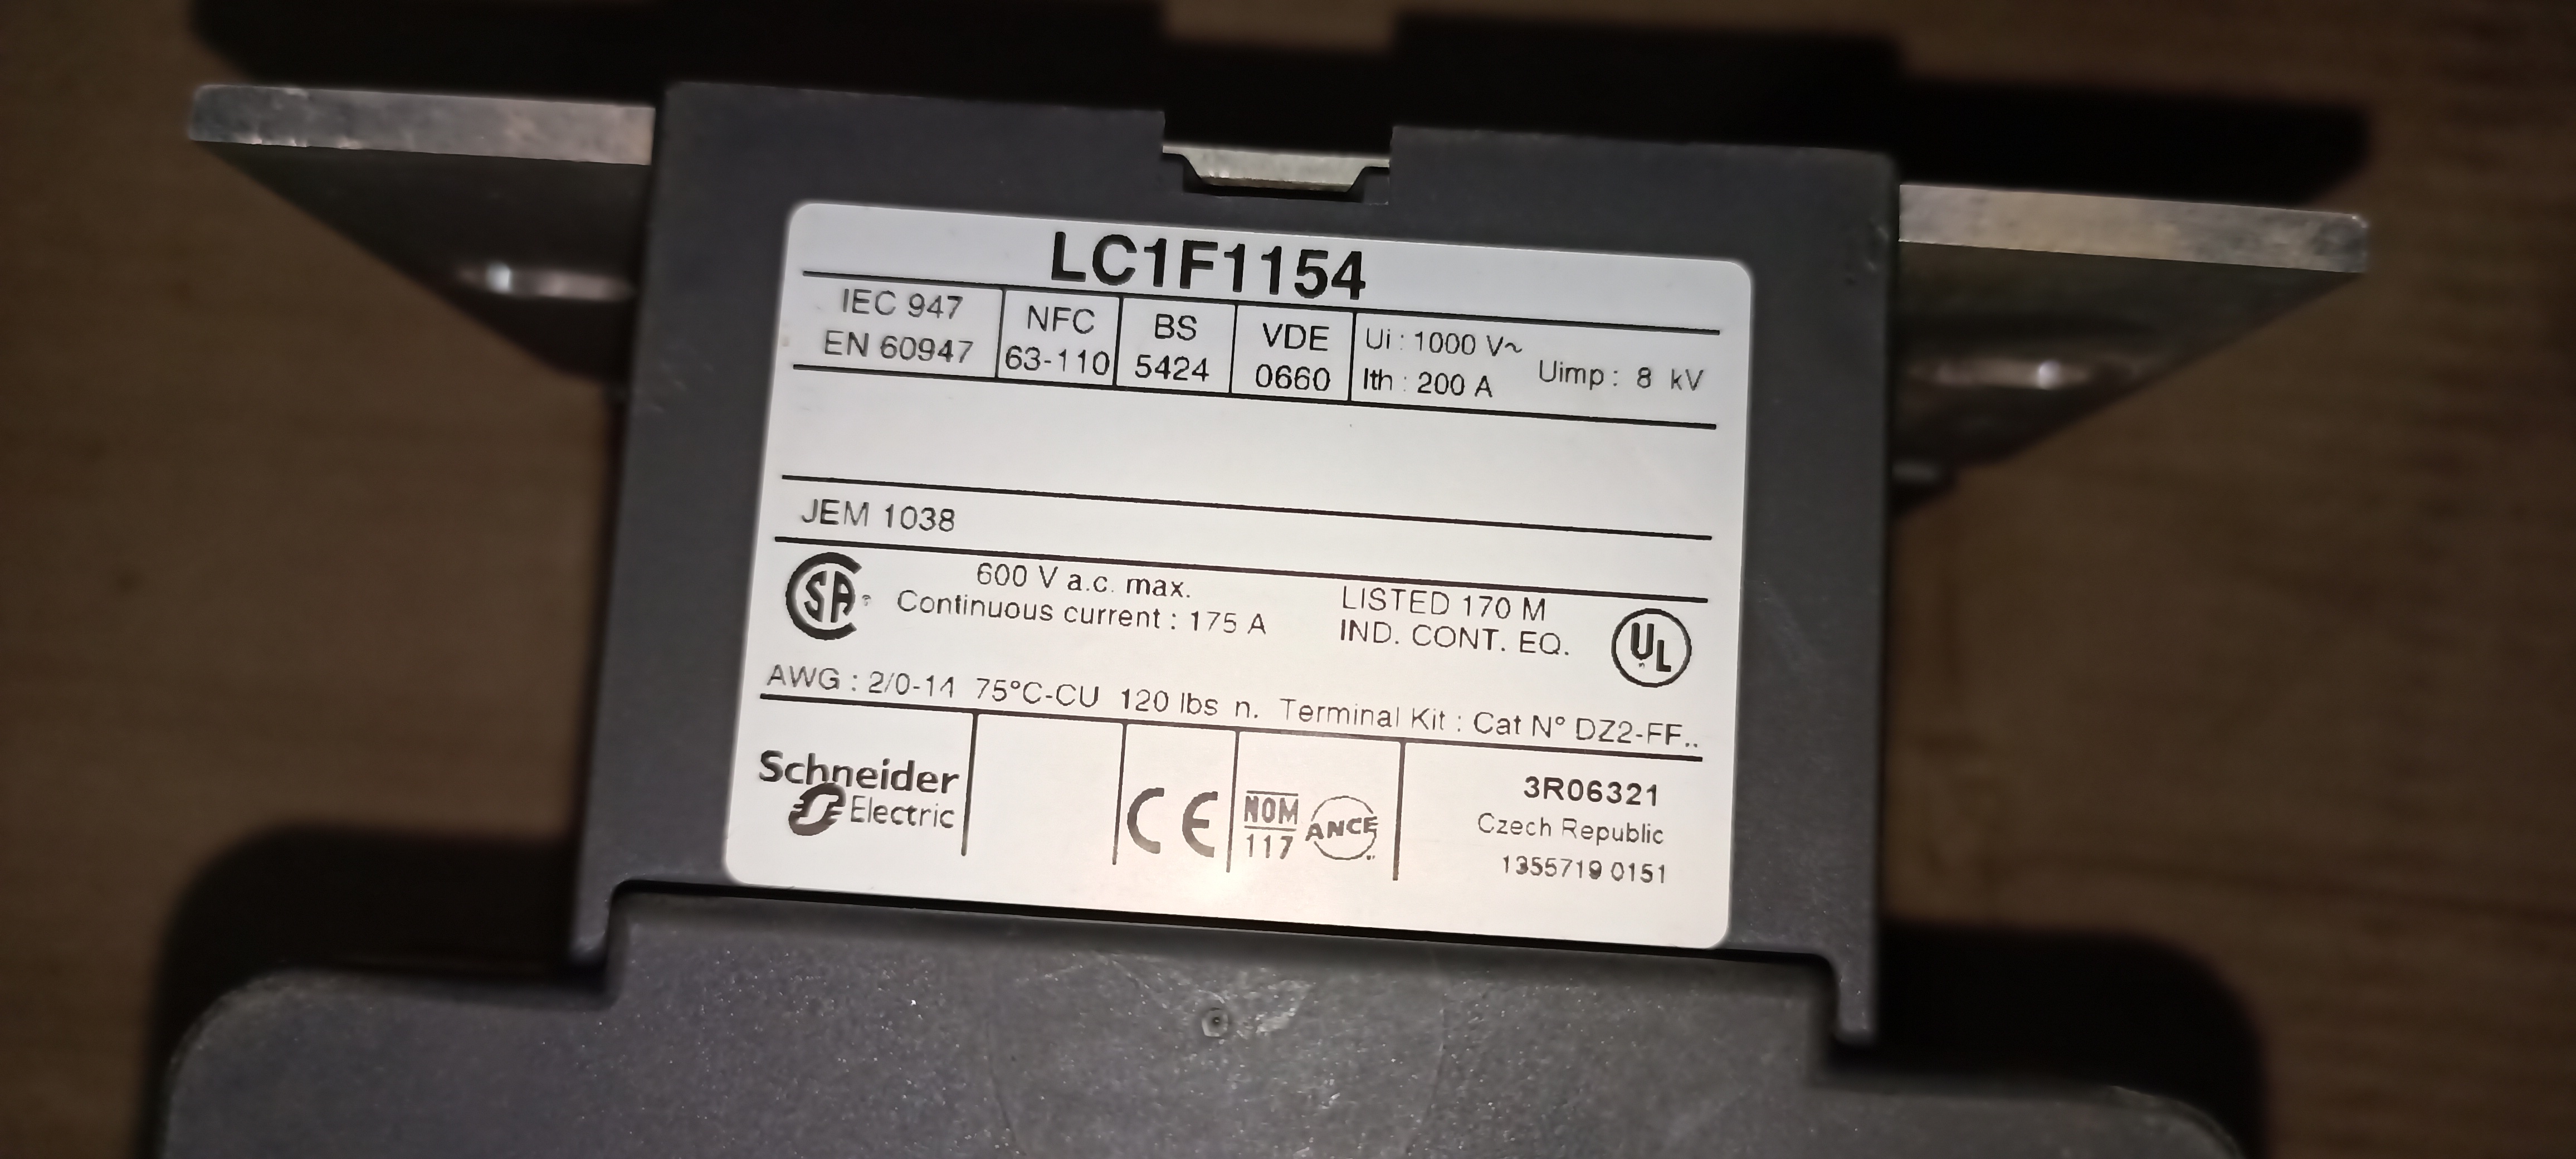 LC1F1154
IEC 947
EN 60947
NFC
63-110
BS
5424
VDE
0660
Ui : 1000 V~
Ith : 200 A
Uimp : 8 kV
JEM 1038
SA
600 V a.c. max.
Continuous current : 175 A
LISTED 170 M
IND. CONT. EQ.
UL
AWG : 2/0-14 75°C-CU 120 lbs n. Terminal Kit : Cat N° DZ2-FF..
Schneider
Electric
CE
NOM
117
ANCE
3R06321
Czech Republic
1355719 0151